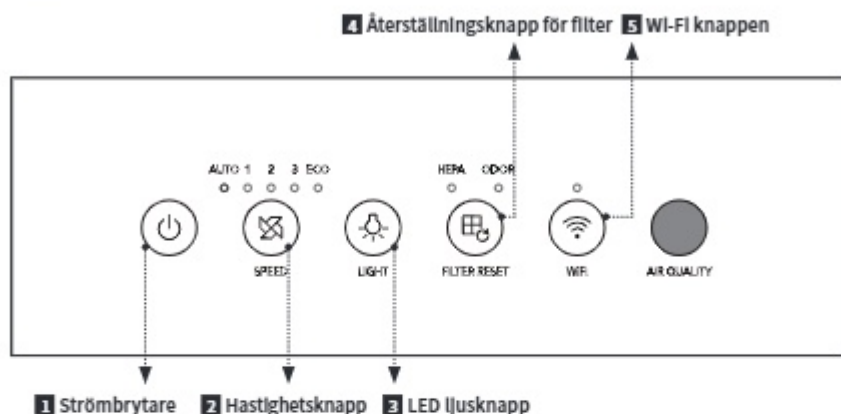 4 Återställningsknapp för filter 5 Wi-Fi knappen
AUTO 1 2 3 ECO
HEPA ODOR
SPEED LIGHT FILTER RESET WIFI AIR QUALITY
1 Strömbrytare 2 Hastighetsknapp 3 LED ljusknapp